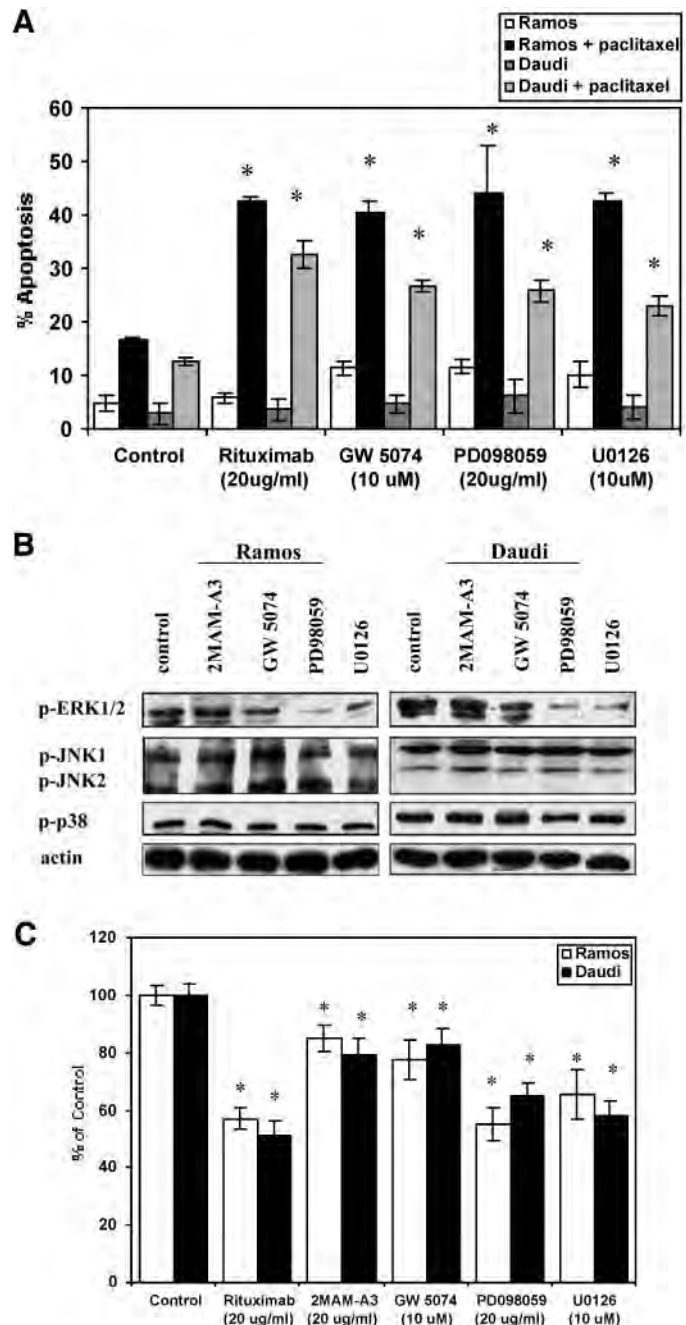 A
Ramos
Ramos + paclitaxel
Daudi
Daudi + paclitaxel
% Apoptosis
60
50
40
30
20
10
0
* * * * * * * *
Control Rituximab (20ug/ml) GW 5074 (10 uM) PD098059 (20ug/ml) U0126 (10uM)
B
Ramos Daudi
control 2MAM-A3 GW 5074 PD98059 U0126 control 2MAM-A3 GW 5074 PD98059 U0126
p-ERK1/2
p-JNK1
p-JNK2
p-p38
actin
C
Ramos
Daudi
% of Control
120
100
80
60
40
20
0
* * * * * * * * * *
Control Rituximab 2MAM-A3 GW 5074 PD098059 U0126
(20 ug/ml) (20 ug/ml) (10 uM) (20 ug/ml) (10 uM)